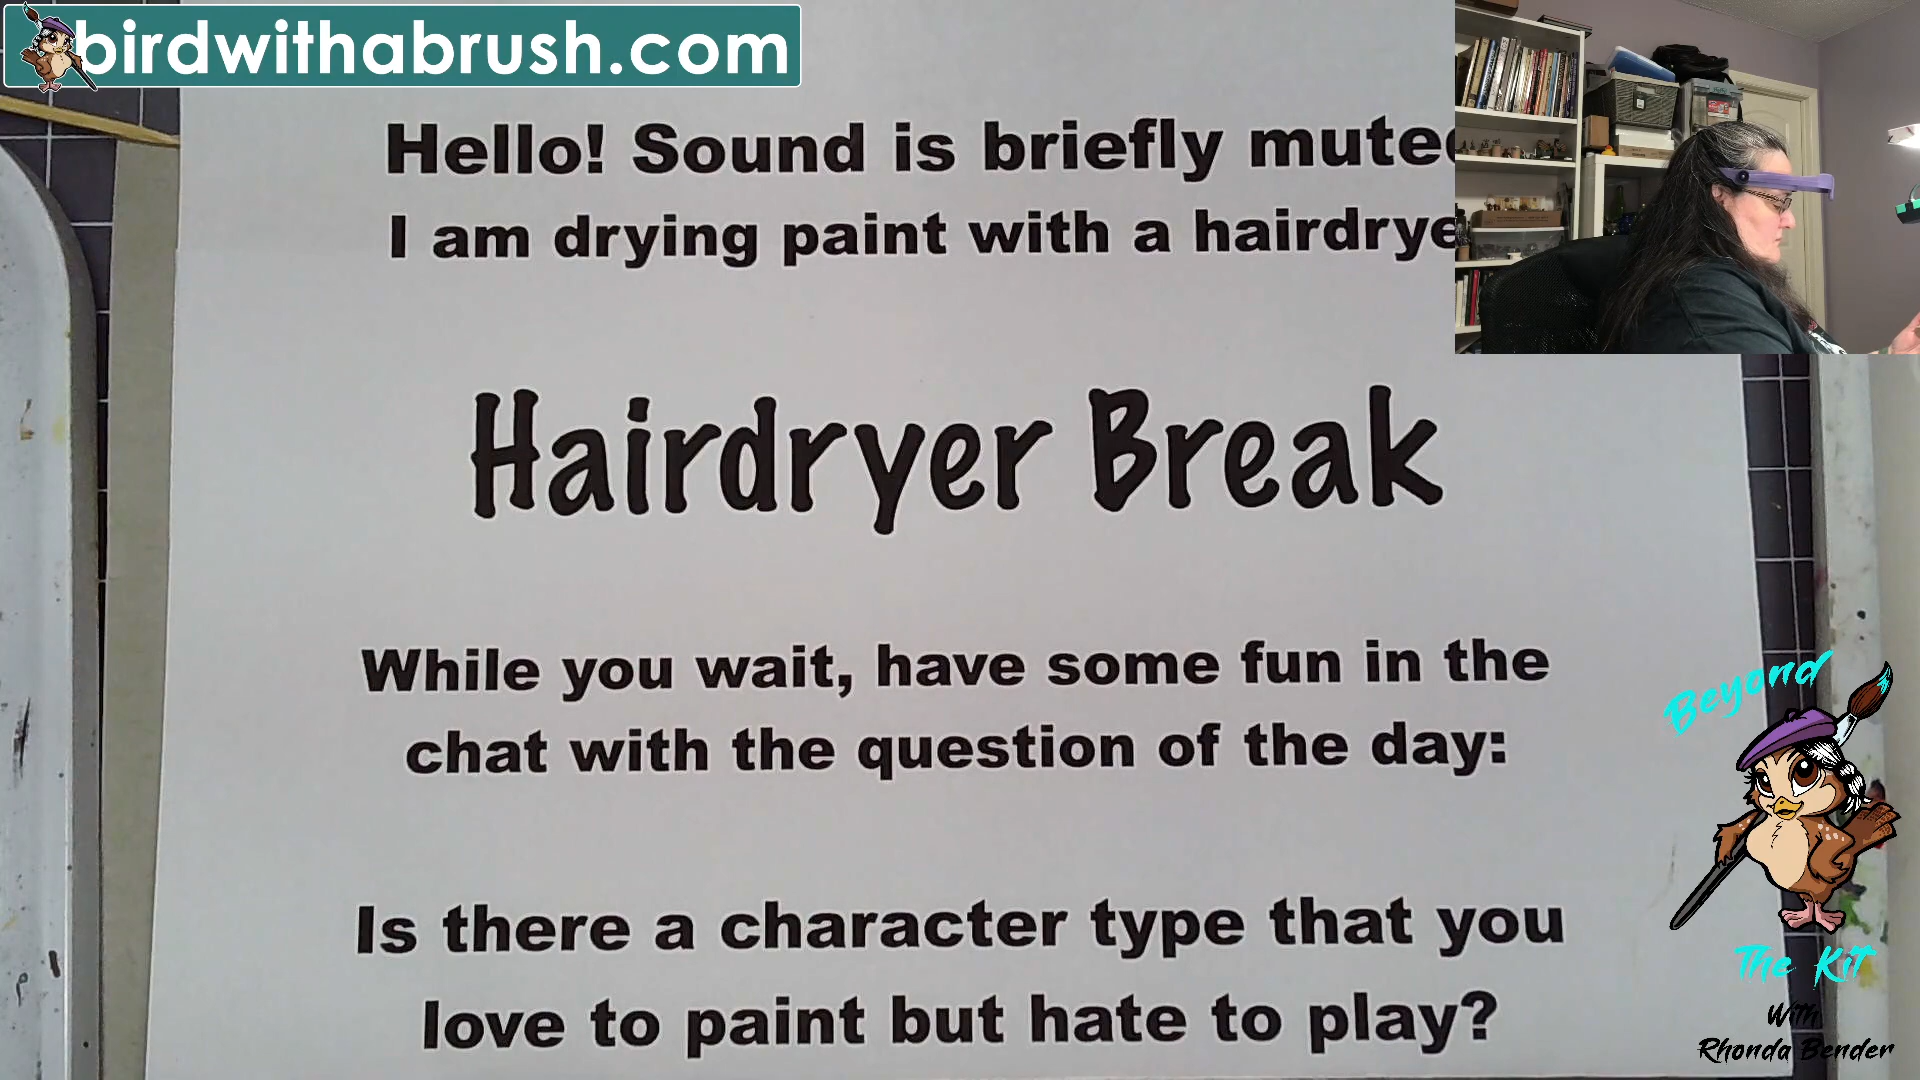 birdwithabrush.com
Hello! Sound is briefly mute
I am drying paint with a hairdrye
Hairdryer Break
While you wait, have some fun in the
chat with the question of the day:
Is there a character type that you
love to paint but hate to play?
Beyond
The Kit
With
Rhonda Bender